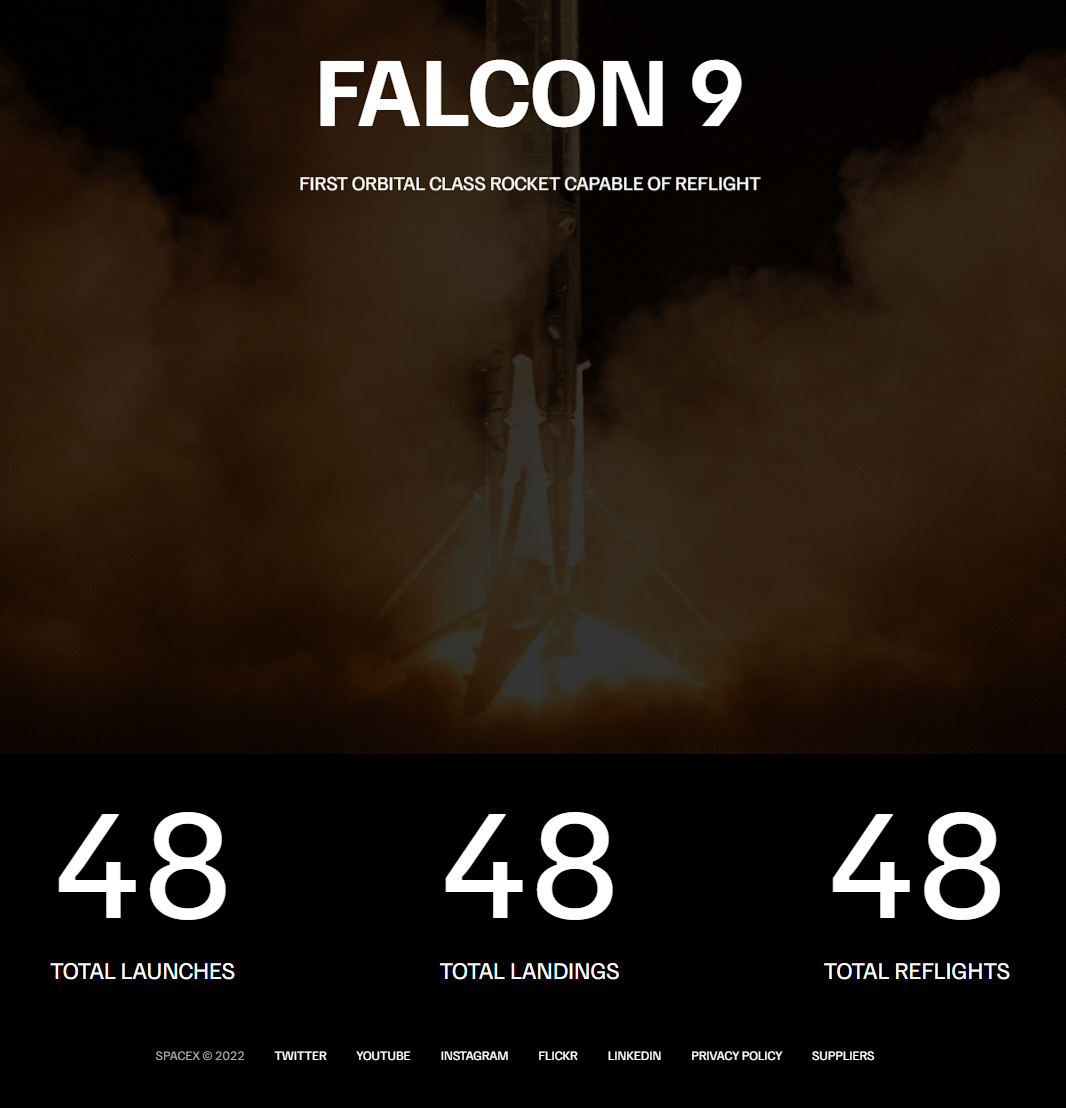 FALCON 9
FIRST ORBITAL CLASS ROCKET CAPABLE OF REFLIGHT
48 48 48
TOTAL LAUNCHES TOTAL LANDINGS TOTAL REFLIGHTS
SPACEX © 2022 TWITTER YOUTUBE INSTAGRAM FLICKR LINKEDIN PRIVACY POLICY SUPPLIERS